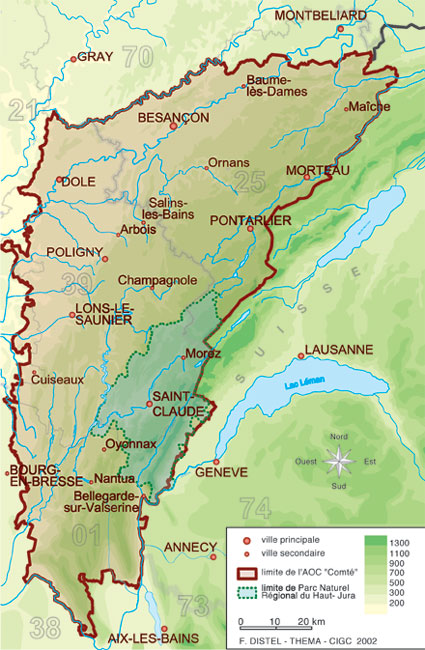 MONTBELIARD
70
GRAY
Baume-
lès-Dames
21
Maîche
BESANÇON
Ornans
MORTEAU
DOLE
25
Salins-
les-Bains
PONTARLIER
Arbois
POLIGNY
Champagnole
39
LONS-LE-
SAUNIER
SUISSE
Morez
LAUSANNE
Cuiseaux
Lac Léman
SAINT-
CLAUDE
Oyonnax
Nord
Ouest
Est
Sud
GENEVE
BOURG-
EN-BRESSE
Nantua
Bellegarde-
sur-Valserine
74
01
ANNECY
73
38
AIX-LES-BAINS
ville principale
ville secondaire
limite de l'AOC "Comté"
limite de Parc Naturel
Régional du Haut- Jura
1300
1100
900
700
500
300
200
0 10 20 km
F. DISTEL - THEMA - CIGC 2002